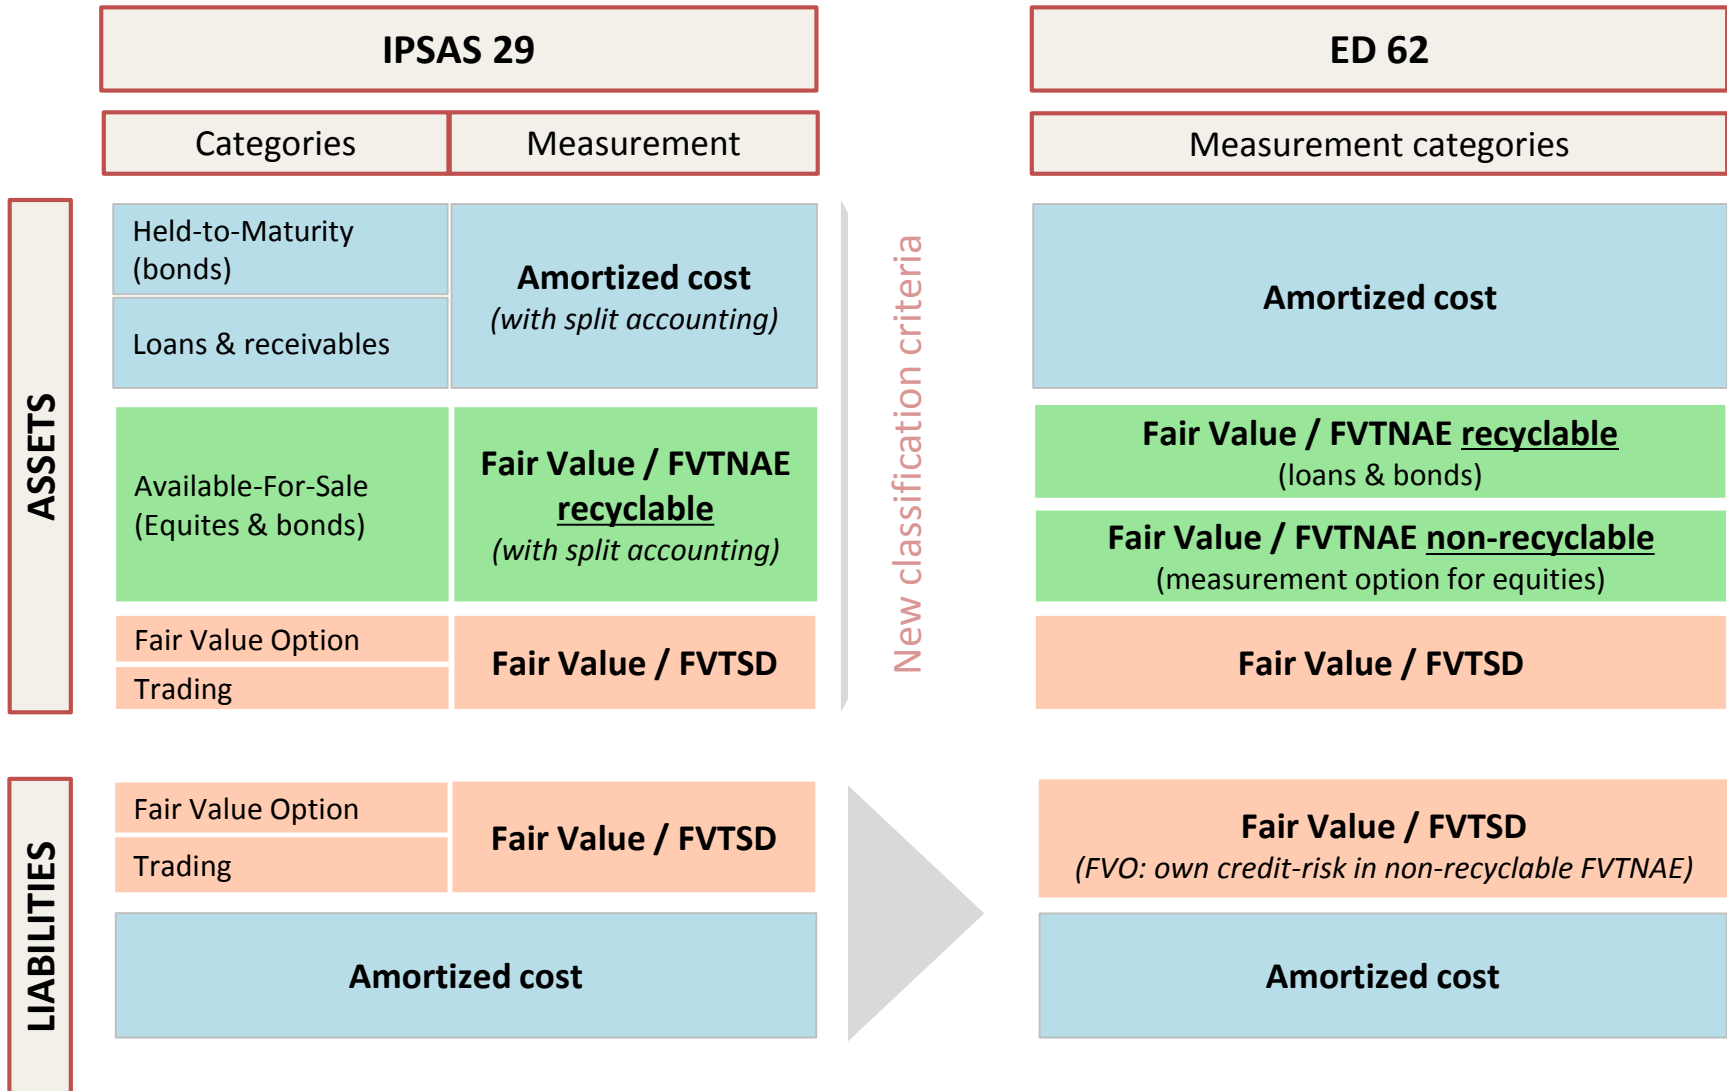 IPSAS 29
ED 62
Categories
Measurement
Measurement categories
ASSETS
Held-to-Maturity
(bonds)
Loans & receivables
Amortized cost
(with split accounting)
New classification criteria
Amortized cost
Available-For-Sale
(Equites & bonds)
Fair Value / FVTNAE
recyclable
(with split accounting)
Fair Value / FVTNAE recyclable
(loans & bonds)
Fair Value / FVTNAE non-recyclable
(measurement option for equities)
Fair Value Option
Trading
Fair Value / FVTSD
Fair Value / FVTSD
LIABILITIES
Fair Value Option
Trading
Fair Value / FVTSD
Fair Value / FVTSD
(FVO: own credit-risk in non-recyclable FVTNAE)
Amortized cost
Amortized cost